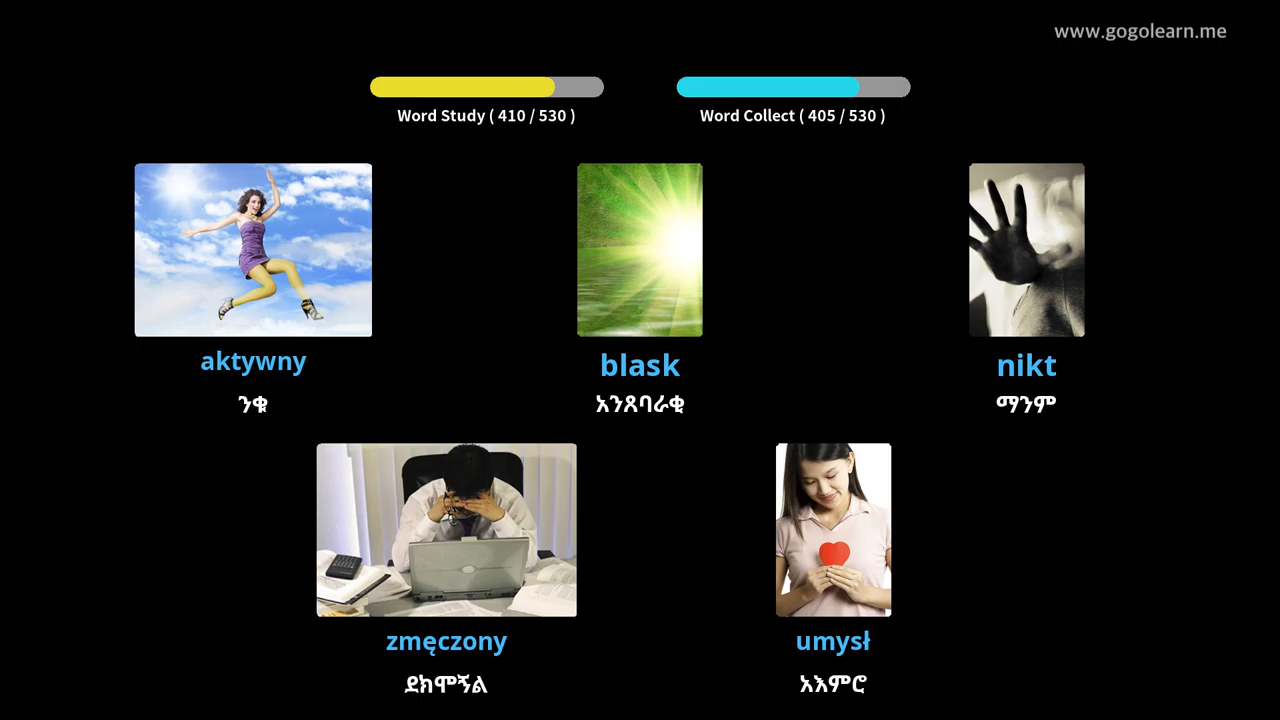 www.gogolearn.me
Word Study ( 410 / 530 )
Word Collect ( 405 / 530 )
aktywny
blask
nikt
ንቁ
አንጸባራቂ
ማንም
zmęczony
umysł
ደክሞኛል
አእምሮ